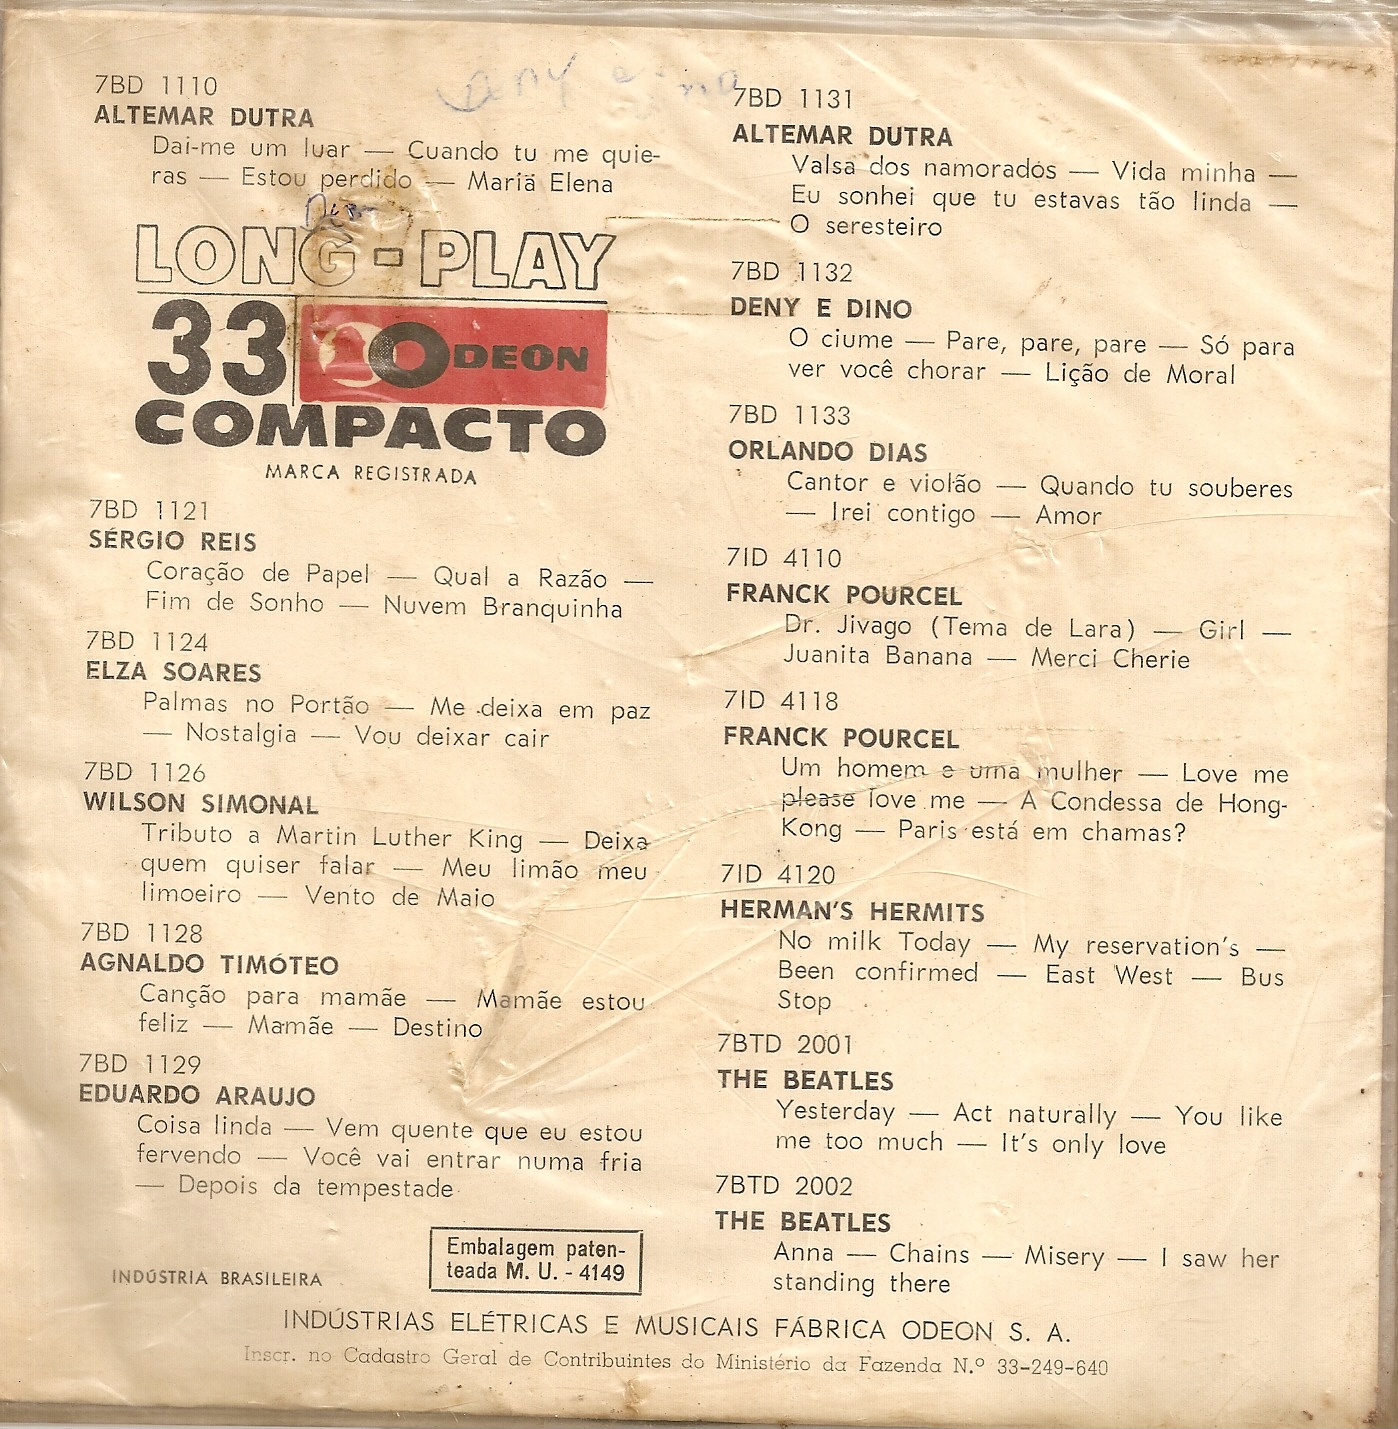 7BD 1110
ALTEMAR DUTRA
Dai-me um luar — Cuando tu me quie-
ras — Estou perdido — Maria Elena
LONG-PLAY
33 ODEON
COMPACTO
MARCA REGISTRADA
7BD 1121
SÉRGIO REIS
Coração de Papel — Qual a Razão —
Fim de Sonho — Nuvem Branquinha
7BD 1124
ELZA SOARES
Palmas no Portão — Me deixa em paz
— Nostalgia — Vou deixar cair
7BD 1126
WILSON SIMONAL
Tributo a Martin Luther King — Deixa
quem quiser falar — Meu limão meu
limoeiro — Vento de Maio
7BD 1128
AGNALDO TIMÓTEO
Canção para mamãe — Mamãe estou
feliz — Mamãe — Destino
7BD 1129
EDUARDO ARAUJO
Coisa linda — Vem quente que eu estou
fervendo — Você vai entrar numa fria
— Depois da tempestade
7BD 1131
ALTEMAR DUTRA
Valsa dos namorados — Vida minha —
Eu sonhei que tu estavas tão linda —
O seresteiro
7BD 1132
DENY E DINO
O ciume — Pare, pare, pare — Só para
ver você chorar — Lição de Moral
7BD 1133
ORLANDO DIAS
Cantor e violão — Quando tu souberes
— Irei contigo — Amor
7ID 4110
FRANCK POURCEL
Dr. Jivago (Tema de Lara) — Girl —
Juanita Banana — Merci Cherie
7ID 4118
FRANCK POURCEL
Um homem e uma mulher — Love me
please love me — A Condessa de Hong-
Kong — Paris está em chamas?
7ID 4120
HERMAN'S HERMITS
No milk Today — My reservation's —
Been confirmed — East West — Bus
Stop
7BTD 2001
THE BEATLES
Yesterday — Act naturally — You like
me too much — It's only love
7BTD 2002
THE BEATLES
Anna — Chains — Misery — I saw her
standing there
INDÚSTRIA BRASILEIRA
Embalagem paten-
teada M. U. - 4149
INDÚSTRIAS ELÉTRICAS E MUSICAIS FÁBRICA ODEON S. A.
Inscr. no Cadastro Geral de Contribuintes do Ministério da Fazenda N.º 33-249-640